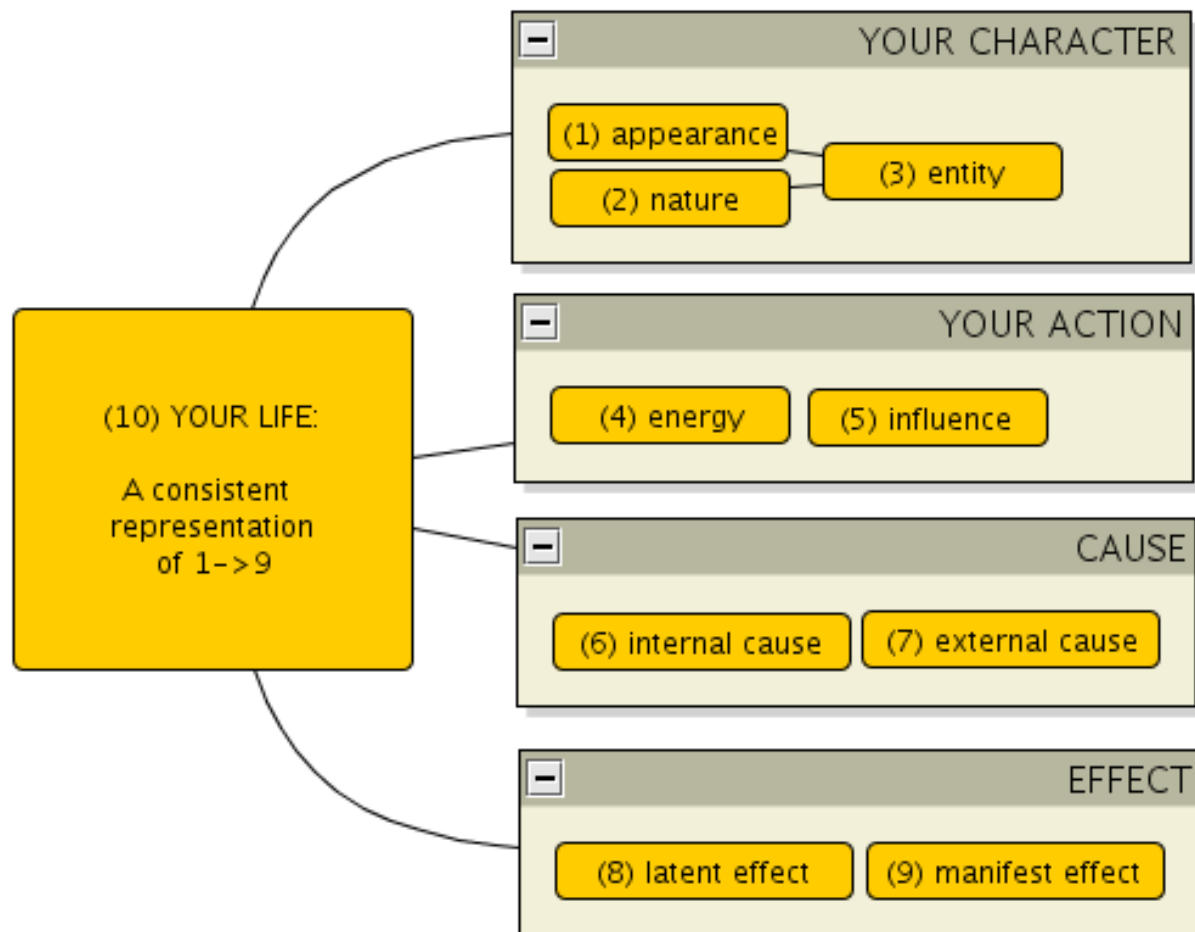 YOUR CHARACTER
(1) appearance
(2) nature
(3) entity
YOUR ACTION
(4) energy
(5) influence
(10) YOUR LIFE:
A consistent
representation
of 1->9
CAUSE
(6) internal cause
(7) external cause
EFFECT
(8) latent effect
(9) manifest effect